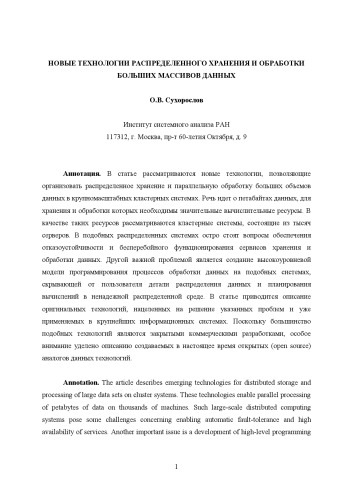 НОВЫЕ ТЕХНОЛОГИИ РАСПРЕДЕЛЕННОГО ХРАНЕНИЯ И ОБРАБОТКИ
БОЛЬШИХ МАССИВОВ ДАННЫХ
О.В. Сухорослов
Институт системного анализа РАН
117312, г. Москва, пр-т 60-летия Октября, д. 9
Аннотация. В статье рассматриваются новые технологии, позволяющие
организовать распределенное хранение и параллельную обработку больших объемов
данных в крупномасштабных кластерных системах. Речь идет о петабайтах данных, для
хранения и обработки которых необходимы значительные вычислительные ресурсы. В
качестве таких ресурсов рассматриваются кластерные системы, состоящие из тысяч
серверов. В подобных распределенных системах остро стоят вопросы обеспечения
отказоустойчивости и бесперебойного функционирования сервисов хранения и
обработки данных. Другой важной проблемой является создание высокоуровневой
модели программирования процессов обработки данных на подобных системах,
скрывающей от пользователя детали распределения данных и планирования
вычислений в ненадежной распределенной среде. В статье приводится описание
оригинальных технологий, нацеленных на решение указанных проблем и уже
применяемых в крупнейших информационных системах. Поскольку большинство
подобных технологий являются закрытыми коммерческими разработками, особое
внимание уделено описанию создаваемых в настоящее время открытых (open source)
аналогов данных технологий.
Annotation. The article describes emerging technologies for distributed storage and
processing of large data sets on cluster systems. These technologies enable parallel processing
of petabytes of data on thousands of machines. Such large-scale distributed computing
systems pose some challenges concerning enabling automatic fault-tolerance and high
availability of services. Another important issue is a development of high-level programming
1